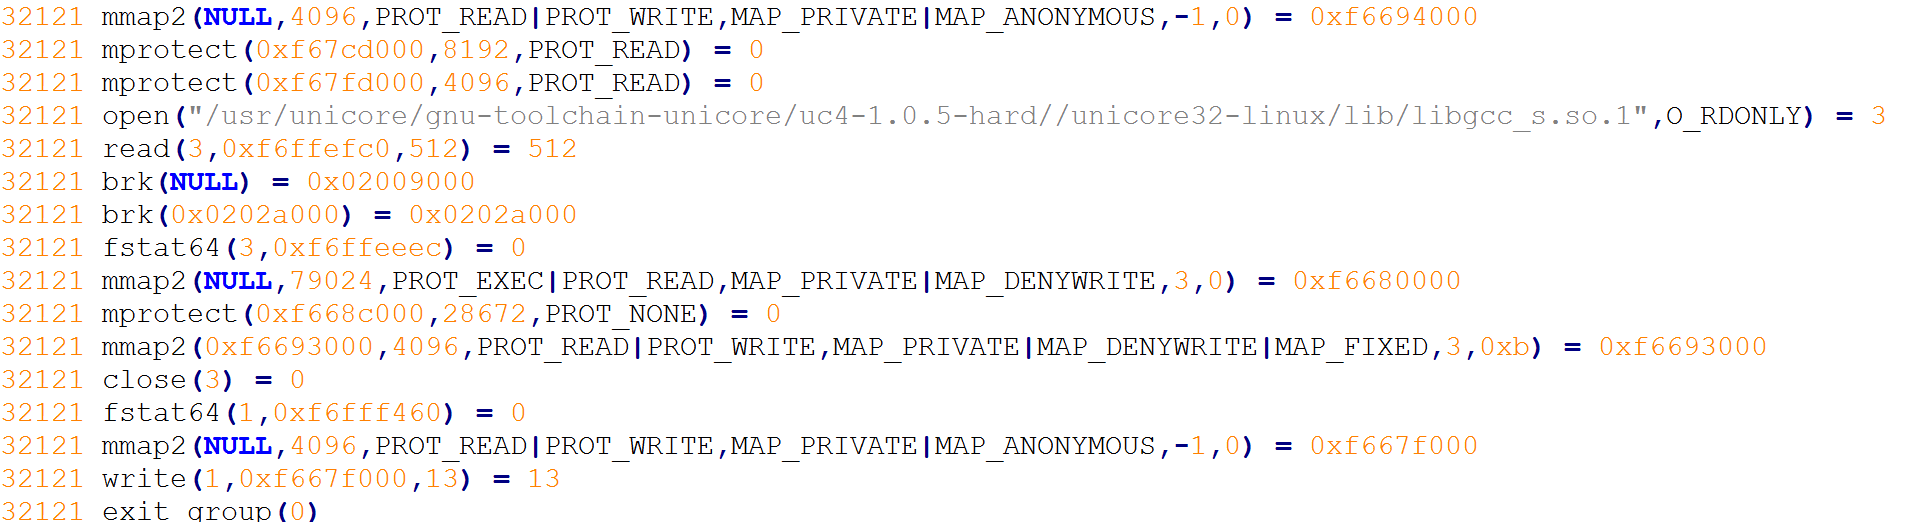 32121 mmap2(NULL,4096,PROT_READ|PROT_WRITE,MAP_PRIVATE|MAP_ANONYMOUS,-1,0) = 0xf6694000
32121 mprotect(0xf67cd000,8192,PROT_READ) = 0
32121 mprotect(0xf67fd000,4096,PROT_READ) = 0
32121 open("/usr/unicore/gnu-toolchain-unicore/uc4-1.0.5-hard//unicore32-linux/lib/libgcc_s.so.1",O_RDONLY) = 3
32121 read(3,0xf6ffefc0,512) = 512
32121 brk(NULL) = 0x02009000
32121 brk(0x0202a000) = 0x0202a000
32121 fstat64(3,0xf6ffeeec) = 0
32121 mmap2(NULL,79024,PROT_EXEC|PROT_READ,MAP_PRIVATE|MAP_DENYWRITE,3,0) = 0xf6680000
32121 mprotect(0xf668c000,28672,PROT_NONE) = 0
32121 mmap2(0xf6693000,4096,PROT_READ|PROT_WRITE,MAP_PRIVATE|MAP_DENYWRITE|MAP_FIXED,3,0xb) = 0xf6693000
32121 close(3) = 0
32121 fstat64(1,0xf6fff460) = 0
32121 mmap2(NULL,4096,PROT_READ|PROT_WRITE,MAP_PRIVATE|MAP_ANONYMOUS,-1,0) = 0xf667f000
32121 write(1,0xf667f000,13) = 13
32121 exit_group(0)